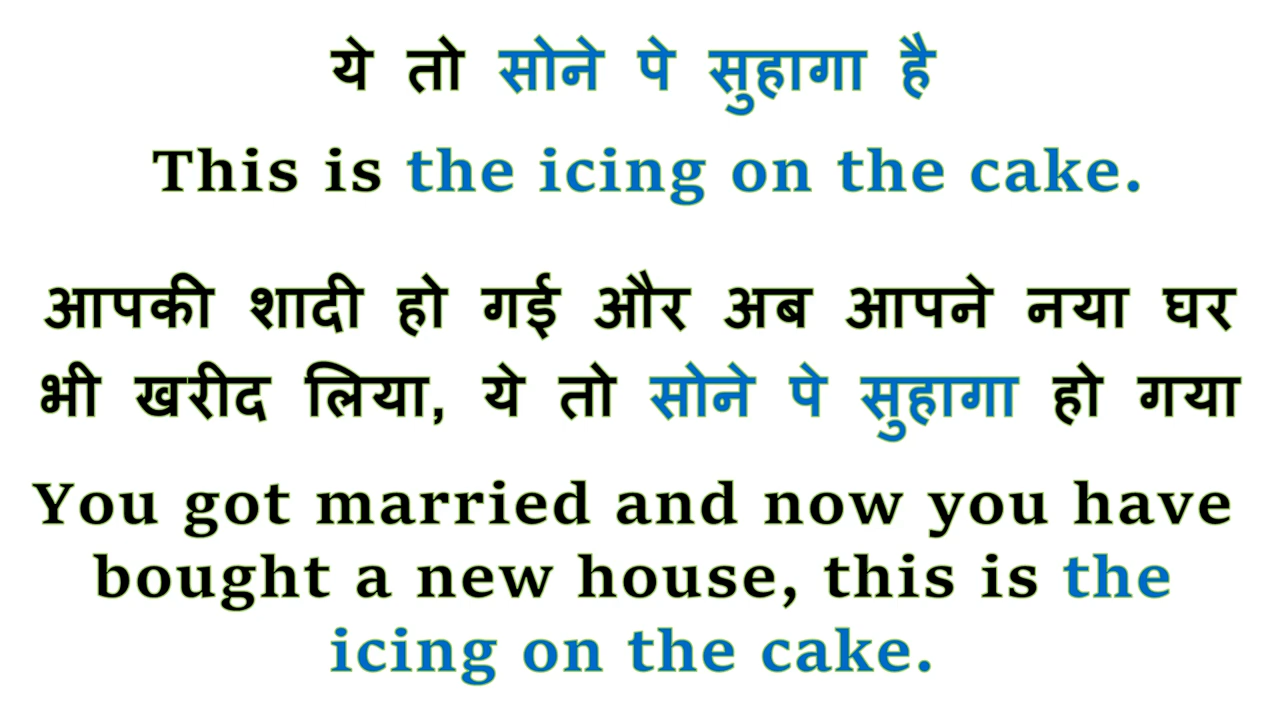 ये तो सोने पे सुहागा है
This is the icing on the cake.
आपकी शादी हो गई और अब आपने नया घर
भी खरीद लिया, ये तो सोने पे सुहागा हो गया
You got married and now you have
bought a new house, this is the
icing on the cake.